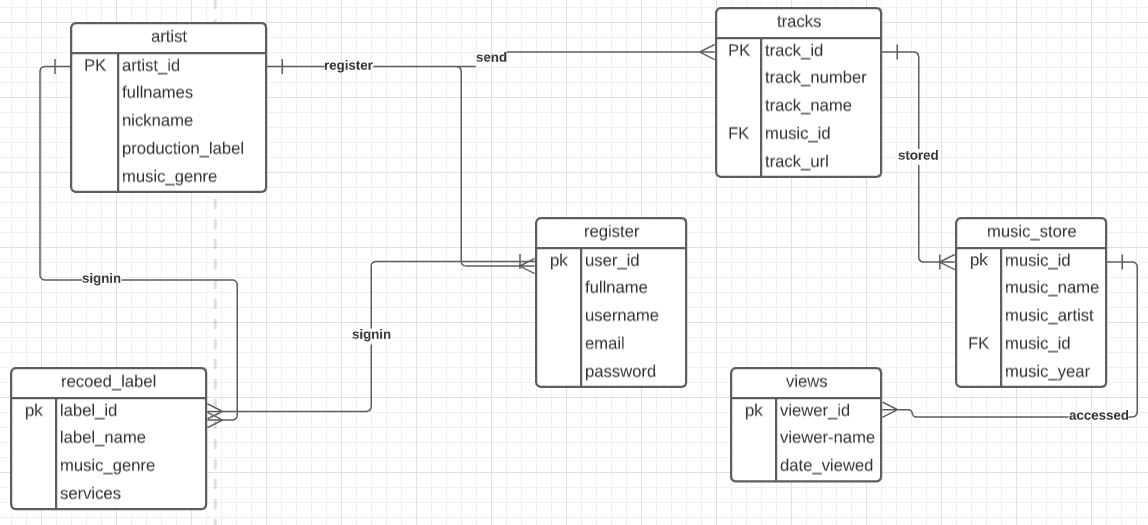 artist
PK artist_id
fullnames
nickname
production_label
music_genre
register
send
tracks
PK track_id
track_number
track_name
FK music_id
track_url
stored
register
pk user_id
fullname
username
email
password
music_store
pk music_id
music_name
music_artist
FK music_id
music_year
signin
signin
recoed_label
pk label_id
label_name
music_genre
services
views
pk viewer_id
viewer-name
date_viewed
accessed